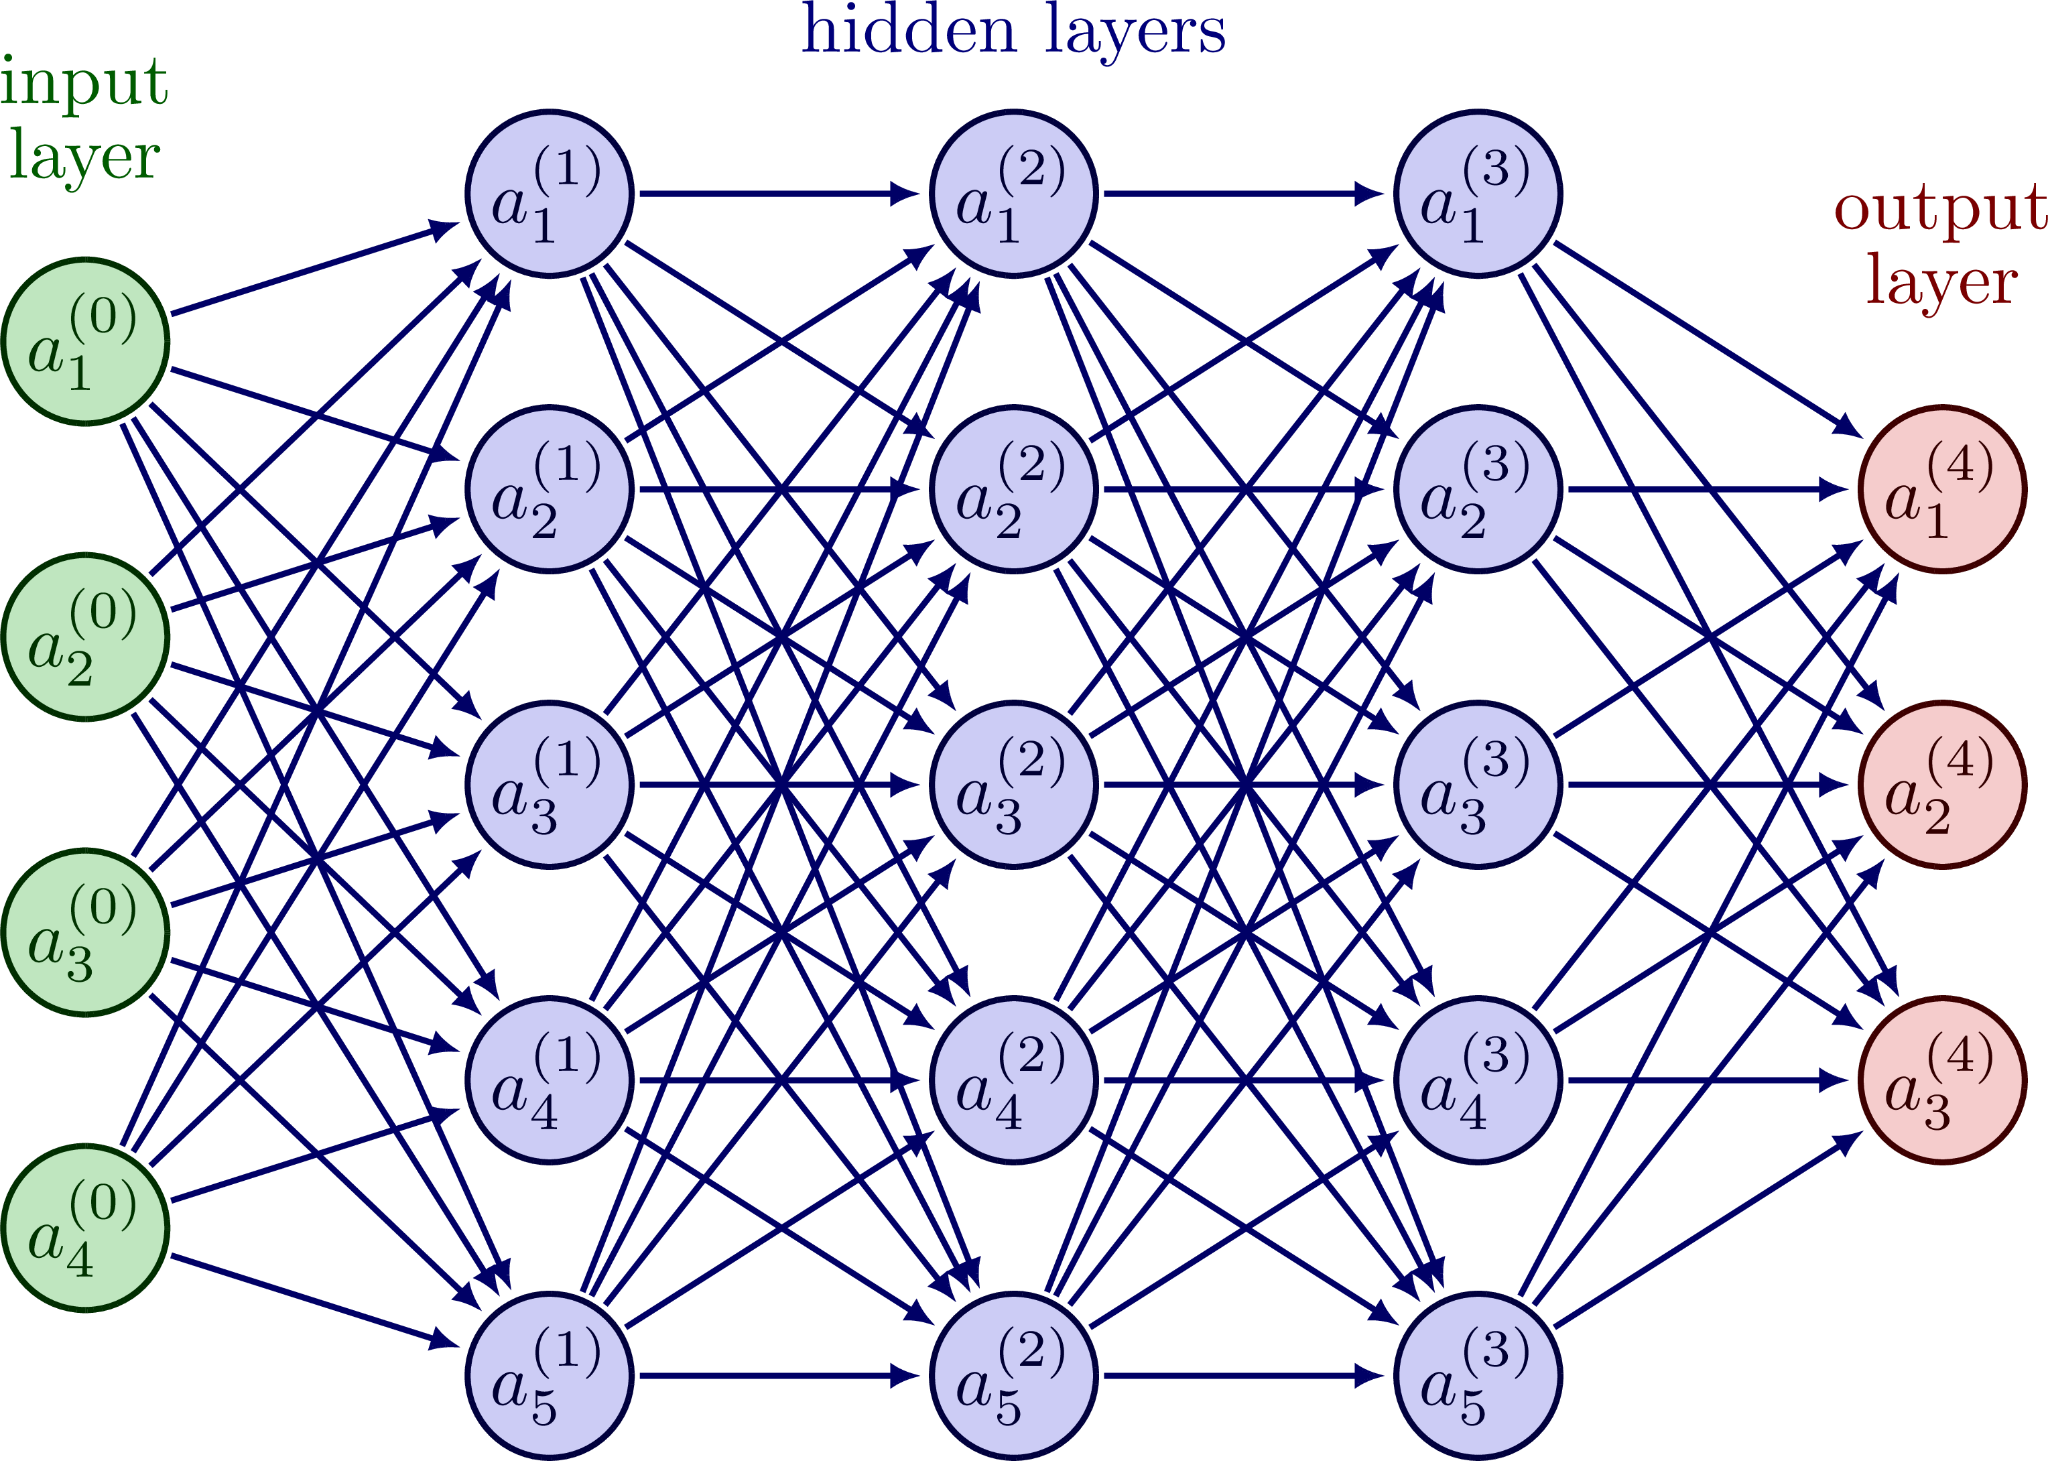 hidden layers
input
layer
output
layer
a_1^{(0)}
a_2^{(0)}
a_3^{(0)}
a_4^{(0)}
a_1^{(1)}
a_2^{(1)}
a_3^{(1)}
a_4^{(1)}
a_5^{(1)}
a_1^{(2)}
a_2^{(2)}
a_3^{(2)}
a_4^{(2)}
a_5^{(2)}
a_1^{(3)}
a_2^{(3)}
a_3^{(3)}
a_4^{(3)}
a_5^{(3)}
a_1^{(4)}
a_2^{(4)}
a_3^{(4)}